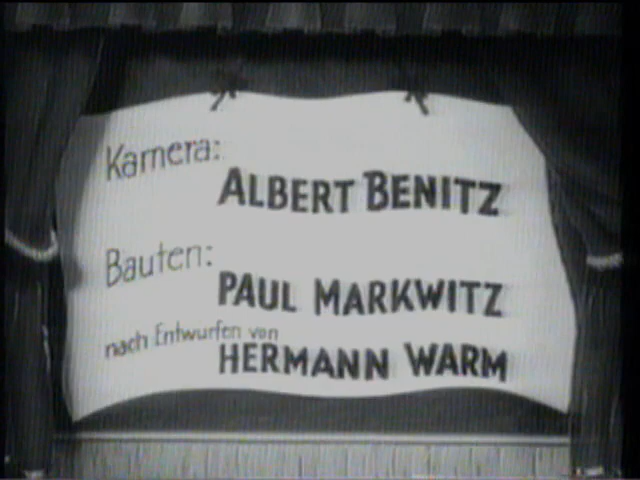 Kamera:
ALBERT BENITZ
Bauten:
PAUL MARKWITZ
nach Entwurfen von
HERMANN WARM